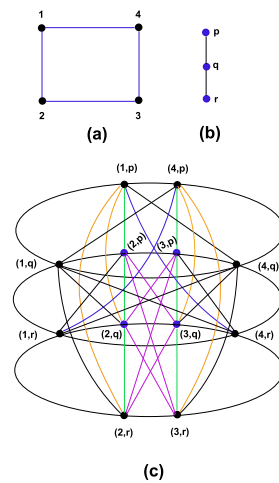 1 4 p
q
2 3 r
(a) (b)
(1,p) (4,p)
(2,p) (3,p)
(1,q) (4,q)
(1,r) (2,q) (3,q) (4,r)
(2,r) (3,r)
(c)